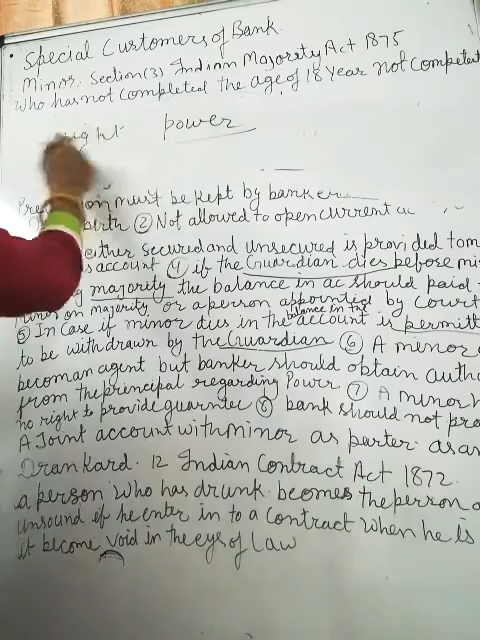 • Special Customers of Bank.
Minor. Section(3) Indian Majority Act 1875
Who has not completed the age of 18 Year not Competent
power
must be kept by banker
birth ② Not allowed to open current
either secured and unsecured is provided to
account ④ if the Guardian dies before
majority the balance in ac should paid
on majority or a person appointed by court
⑤ In Case if minor dies in the balance in the account is
to be withdrawn by the Guardian ⑥ A minor
becoman agent but banker should obtain
from the principal regarding Power ⑦ A minor
no right to provide guarntee ⑧ bank should not
A Joint account with minor as parter as
Drankard. 12 Indian Contract Act 1872.
a person Who has drunk becomes the person
unsound if he enter in to a contract When he is
it become void in the eyes of Law